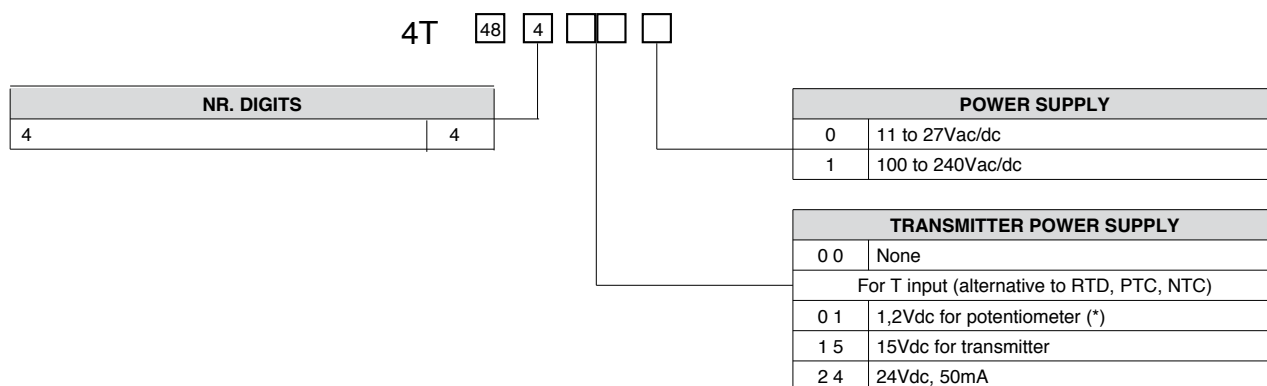 4T 48 4
NR. DIGITS
4 4
POWER SUPPLY
0 11 to 27Vac/dc
1 100 to 240Vac/dc
TRANSMITTER POWER SUPPLY
0 0 None
For T input (alternative to RTD, PTC, NTC)
0 1 1,2Vdc for potentiometer (*)
1 5 15Vdc for transmitter
2 4 24Vdc, 50mA